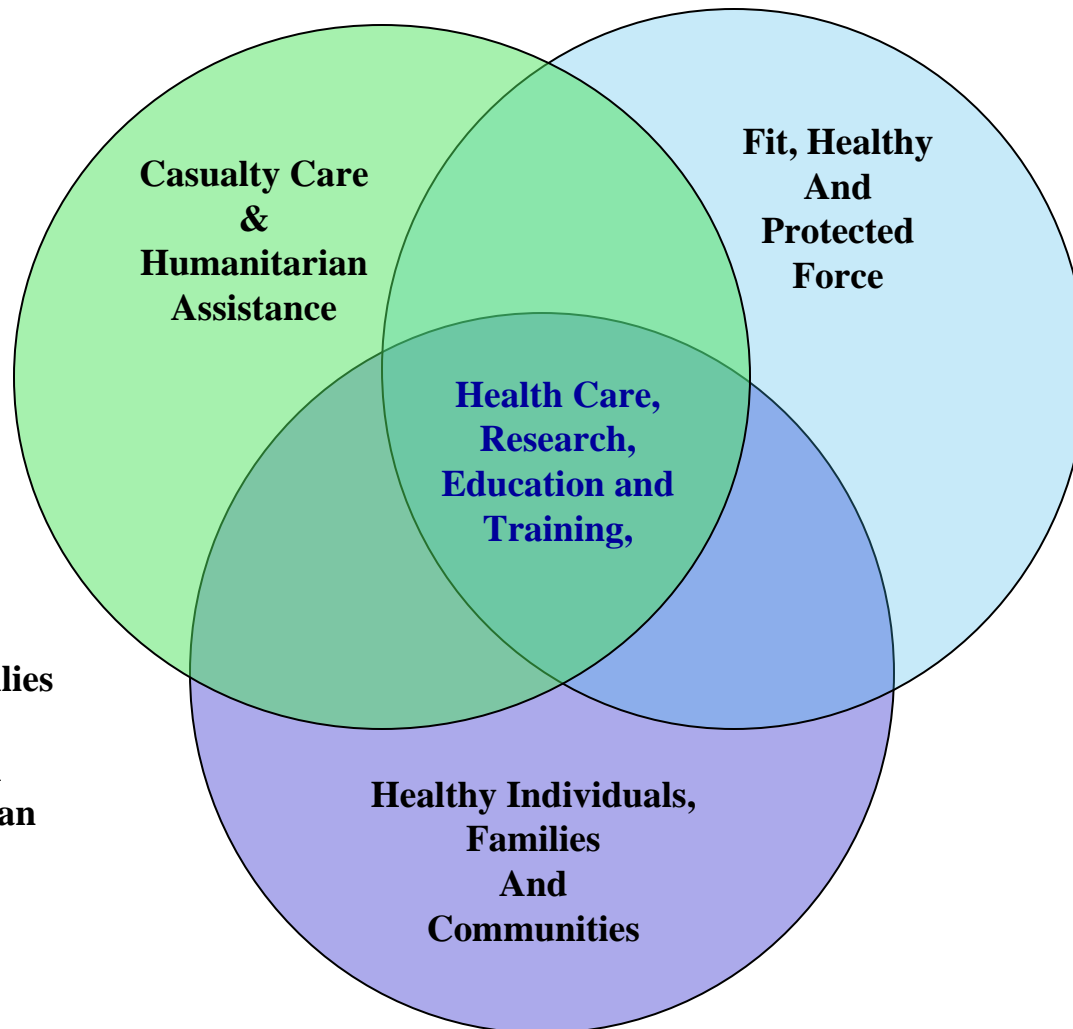 Casualty Care
&
Humanitarian
Assistance
Fit, Healthy
And
Protected
Force
Health Care,
Research,
Education and
Training,
Healthy Individuals,
Families
And
Communities